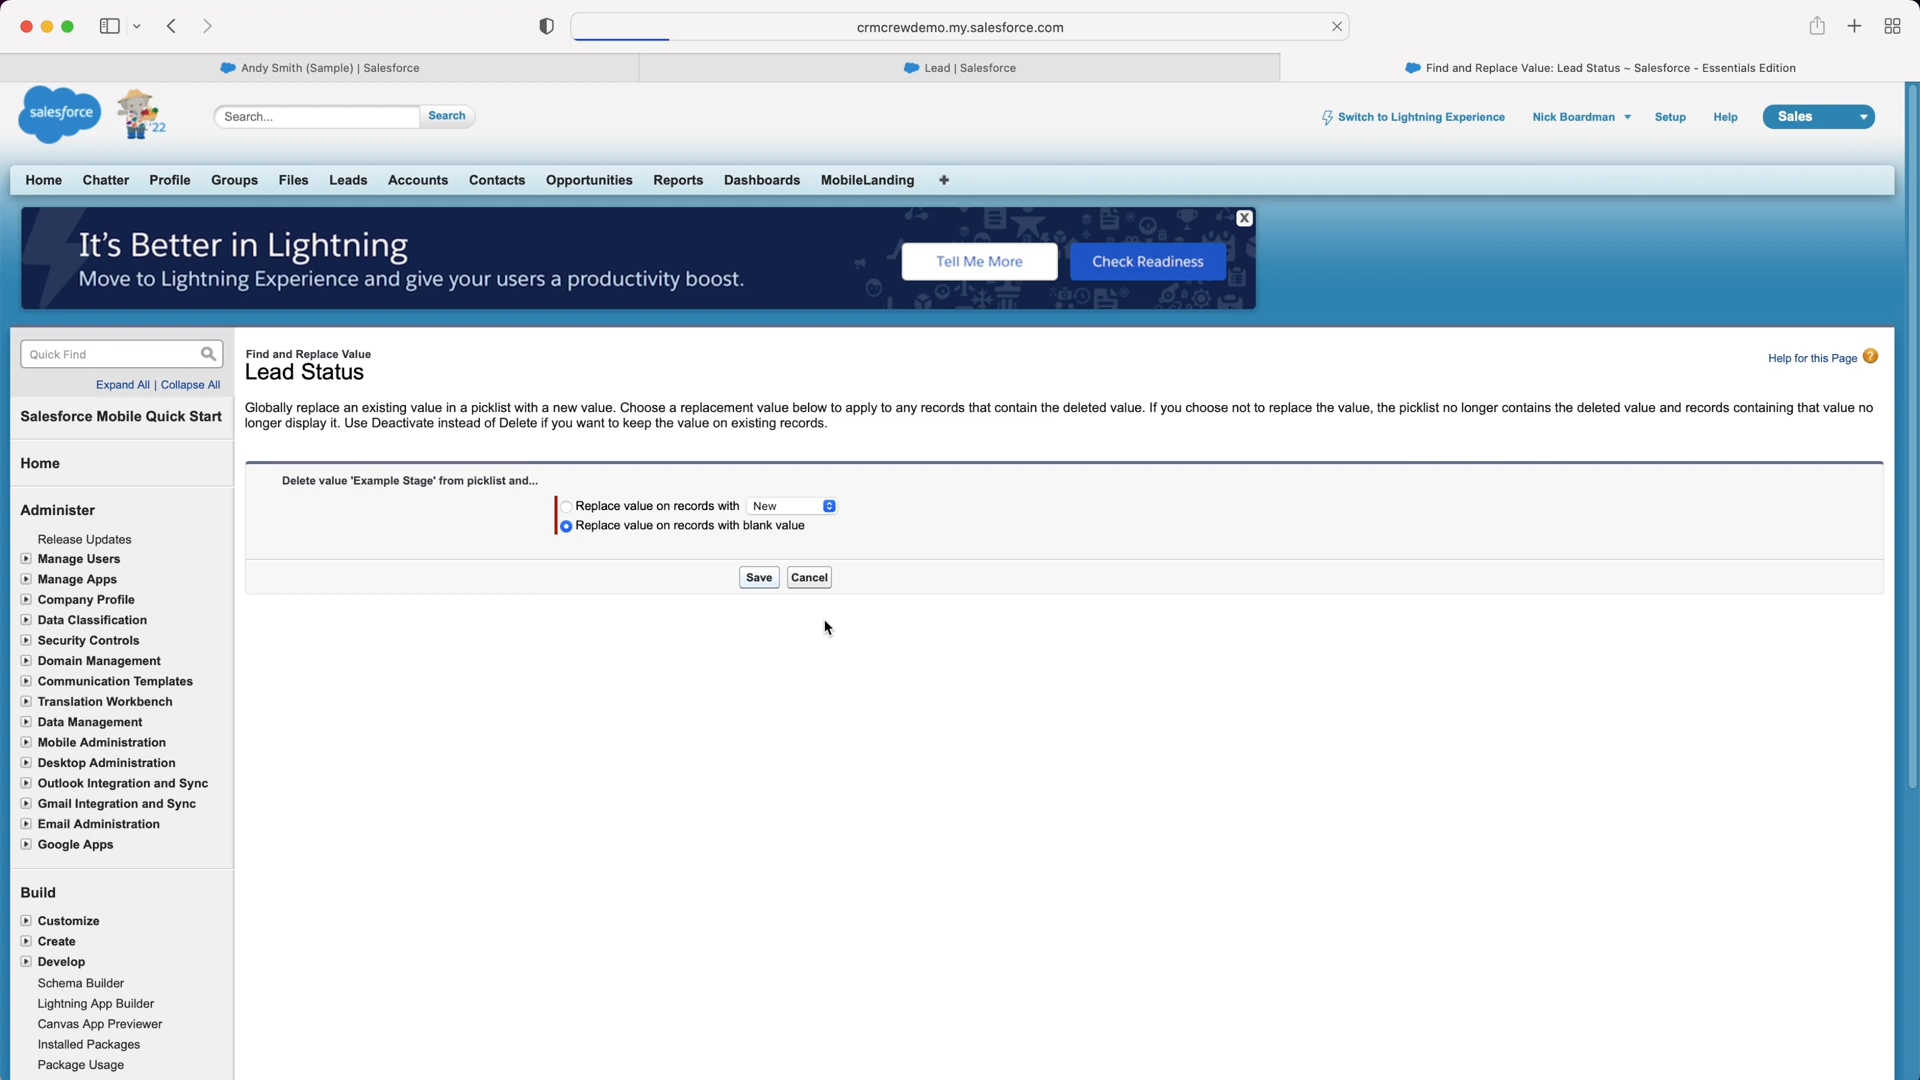 crmcrewdemo.my.salesforce.com
Andy Smith (Sample) | Salesforce
Lead | Salesforce
Find and Replace Value: Lead Status ~ Salesforce - Essentials Edition
salesforce
'22
Search...
Search
Switch to Lightning Experience
Nick Boardman
Setup
Help
Sales
Home
Chatter
Profile
Groups
Files
Leads
Accounts
Contacts
Opportunities
Reports
Dashboards
MobileLanding
+
It's Better in Lightning
Move to Lightning Experience and give your users a productivity boost.
Tell Me More
Check Readiness
X
Quick Find
Expand All | Collapse All
Salesforce Mobile Quick Start
Home
Administer
Release Updates
Manage Users
Manage Apps
Company Profile
Data Classification
Security Controls
Domain Management
Communication Templates
Translation Workbench
Data Management
Mobile Administration
Desktop Administration
Outlook Integration and Sync
Gmail Integration and Sync
Email Administration
Google Apps
Build
Customize
Create
Develop
Schema Builder
Lightning App Builder
Canvas App Previewer
Installed Packages
Package Usage
Find and Replace Value
Lead Status
Help for this Page ?
Globally replace an existing value in a picklist with a new value. Choose a replacement value below to apply to any records that contain the deleted value. If you choose not to replace the value, the picklist no longer contains the deleted value and records containing that value no
longer display it. Use Deactivate instead of Delete if you want to keep the value on existing records.
Delete value 'Example Stage' from picklist and...
Replace value on records with New
Replace value on records with blank value
Save
Cancel